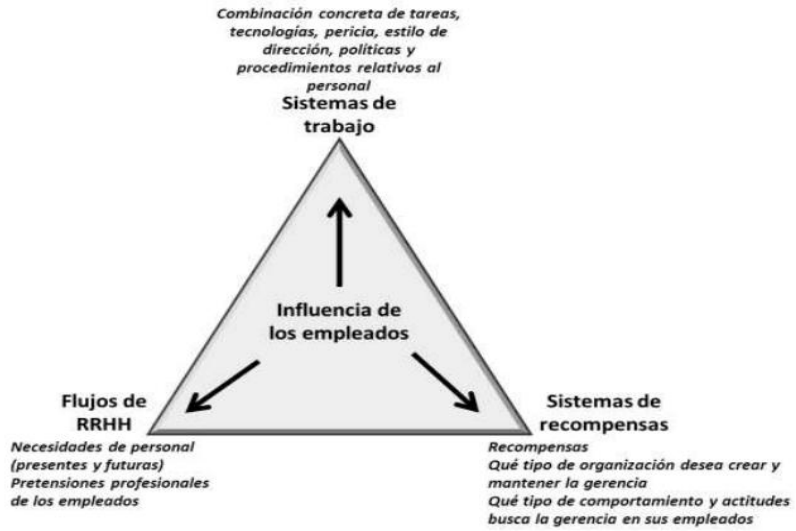 Combinación concreta de tareas,
tecnologías, pericia, estilo de
dirección, políticas y
procedimientos relativos al
personal
Sistemas de
trabajo
Influencia de
los empleados
Flujos de
RRHH
Necesidades de personal
(presentes y futuras)
Pretensiones profesionales
de los empleados
Sistemas de
recompensas
Recompensas
Qué tipo de organización desea crear y
mantener la gerencia
Qué tipo de comportamiento y actitudes
busca la gerencia en sus empleados